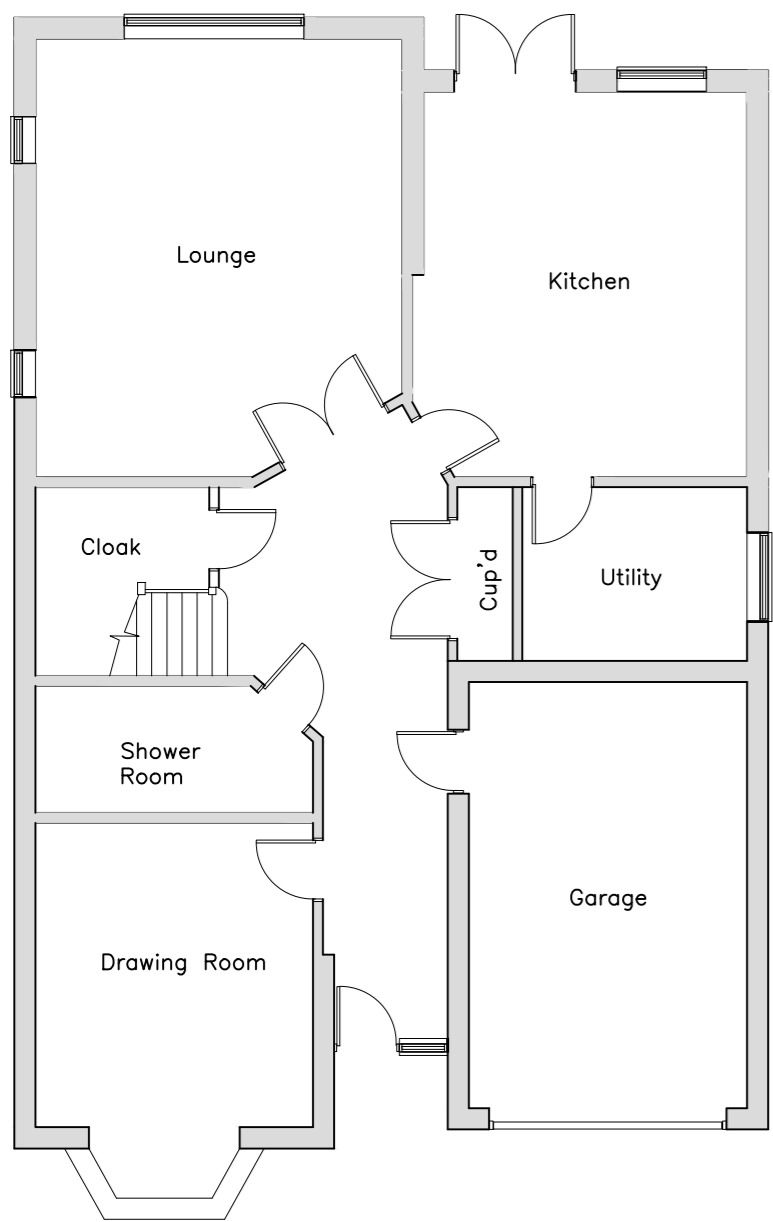 Lounge
Kitchen
Cloak
Cup'd
Utility
Shower
Room
Garage
Drawing Room